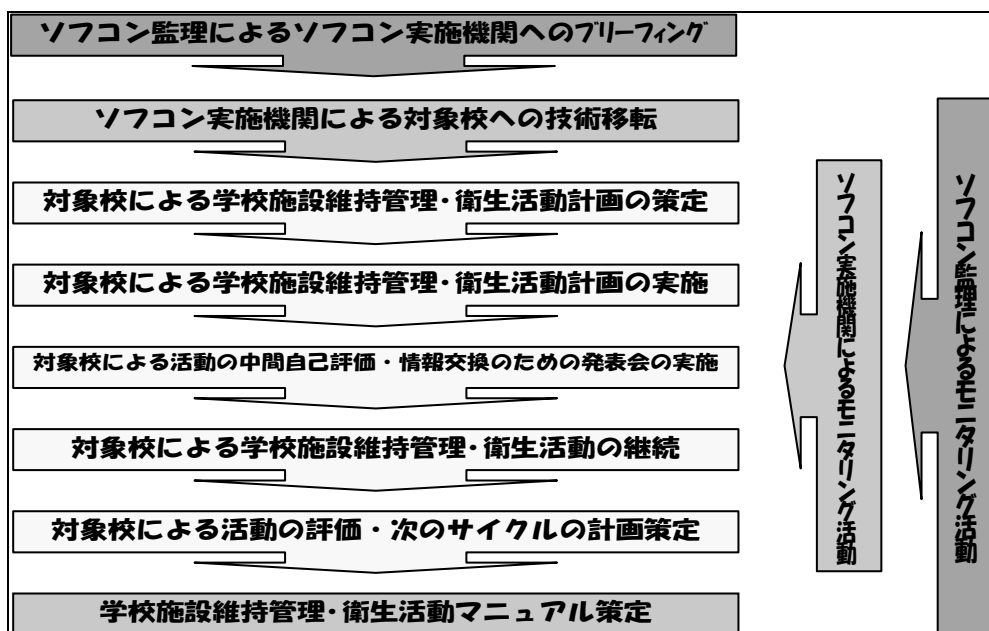 ソフコン監理によるソフコン実施機関へのブリーフィング
ソフコン実施機関による対象校への技術移転
対象校による学校施設維持管理・衛生活動計画の策定
対象校による学校施設維持管理・衛生活動計画の実施
対象校による活動の中間自己評価・情報交換のための発表会の実施
対象校による学校施設維持管理・衛生活動の継続
対象校による活動の評価・次のサイクルの計画策定
学校施設維持管理・衛生活動マニュアル策定
ソフコン実施機関によるモニタリング活動
ソフコン監理によるモニタリング活動